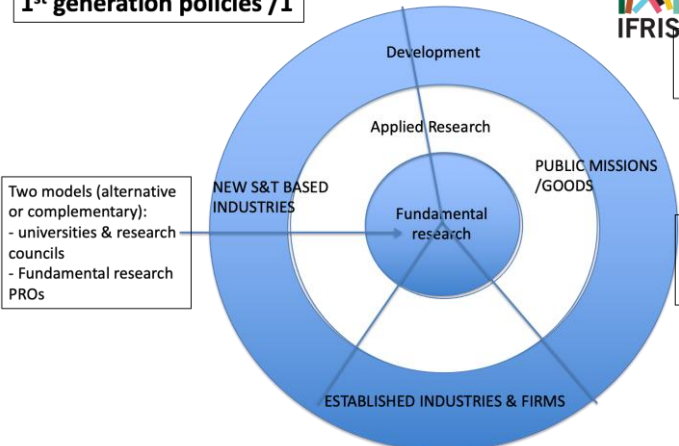 1st generation policies /1
IFRIS
Development
Applied Research
PUBLIC MISSIONS
/GOODS
NEW S&T BASED
INDUSTRIES
Fundamental
research
Two models (alternative
or complementary):
- universities & research
councils
- Fundamental research
PROs
ESTABLISHED INDUSTRIES & FIRMS